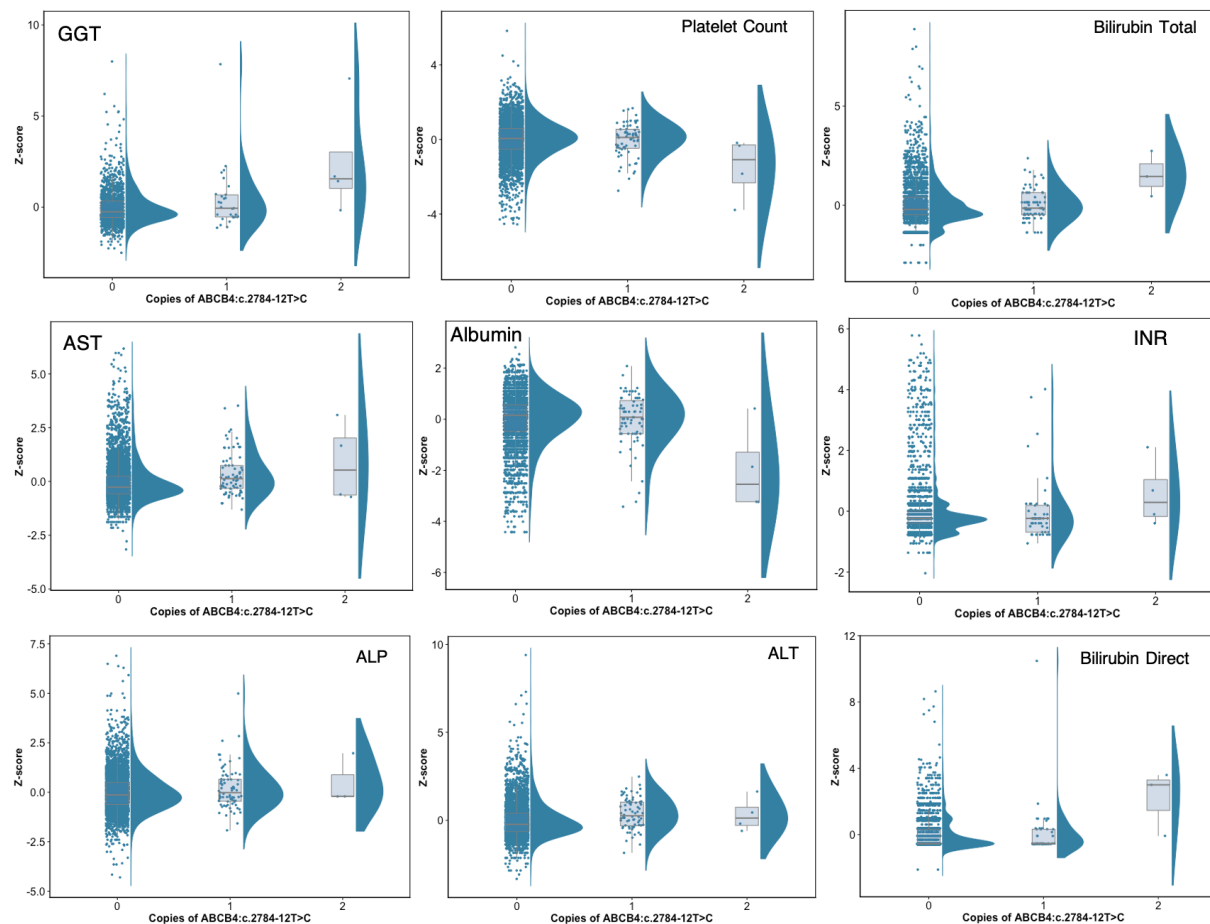 GGT
10
5
0
Z-score
0 1 2
Copies of ABCB4:c.2784-12T>C
Platelet Count
4
0
-4
Z-score
0 1 2
Copies of ABCB4:c.2784-12T>C
Bilirubin Total
5
0
Z-score
0 1 2
Copies of ABCB4:c.2784-12T>C
AST
5.0
2.5
0.0
-2.5
-5.0
Z-score
0 1 2
Copies of ABCB4:c.2784-12T>C
Albumin
2
0
-2
-4
-6
Z-score
0 1 2
Copies of ABCB4:c.2784-12T>C
INR
6
4
2
0
-2
Z-score
0 1 2
Copies of ABCB4:c.2784-12T>C
ALP
7.5
5.0
2.5
0.0
-2.5
-5.0
Z-score
0 1 2
Copies of ABCB4:c.2784-12T>C
ALT
10
5
0
Z-score
0 1 2
Copies of ABCB4:c.2784-12T>C
Bilirubin Direct
12
8
4
0
Z-score
0 1 2
Copies of ABCB4:c.2784-12T>C